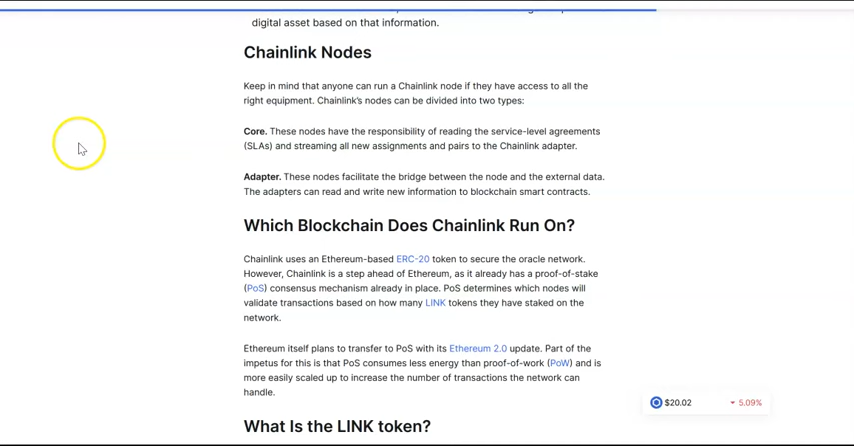 digital asset based on that information.
Chainlink Nodes
Keep in mind that anyone can run a Chainlink node if they have access to all the
right equipment. Chainlink's nodes can be divided into two types:
Core. These nodes have the responsibility of reading the service-level agreements
(SLAs) and streaming all new assignments and pairs to the Chainlink adapter.
Adapter. These nodes facilitate the bridge between the node and the external data.
The adapters can read and write new information to blockchain smart contracts.
Which Blockchain Does Chainlink Run On?
Chainlink uses an Ethereum-based ERC-20 token to secure the oracle network.
However, Chainlink is a step ahead of Ethereum, as it already has a proof-of-stake
(PoS) consensus mechanism already in place. PoS determines which nodes will
validate transactions based on how many LINK tokens they have staked on the
network.
Ethereum itself plans to transfer to PoS with its Ethereum 2.0 update. Part of the
impetus for this is that PoS consumes less energy than proof-of-work (PoW) and is
more easily scaled up to increase the number of transactions the network can
handle.
$20.02 5.09%
What Is the LINK token?